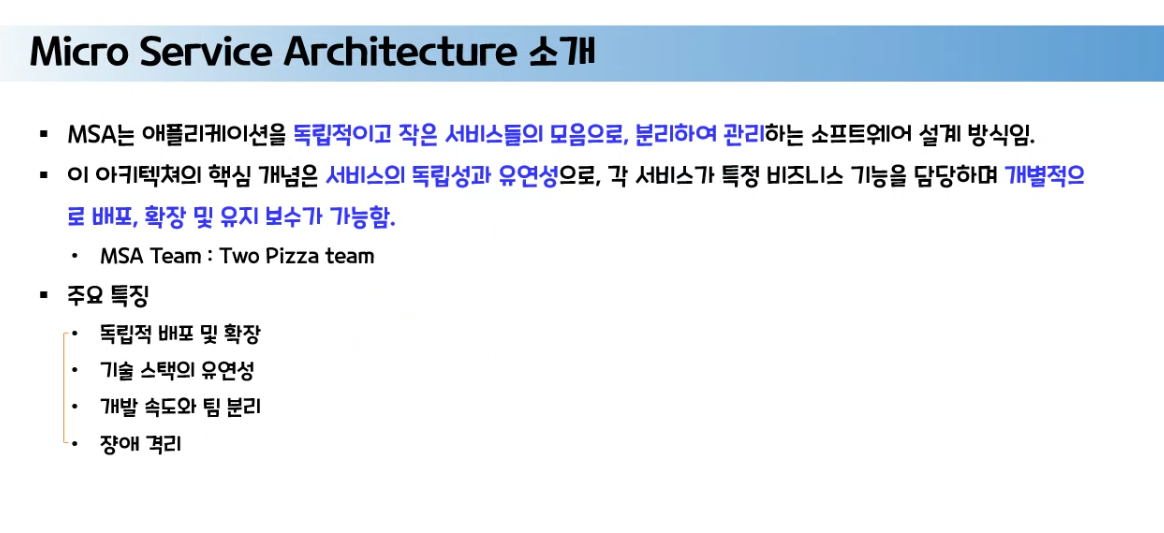 Micro Service Architecture 소개
▪ MSA는 애플리케이션을 독립적이고 작은 서비스들의 모음으로, 분리하여 관리하는 소프트웨어 설계 방식임.
▪ 이 아키텍쳐의 핵심 개념은 서비스의 독립성과 유연성으로, 각 서비스가 특정 비즈니스 기능을 담당하며 개별적으
로 배포, 확장 및 유지 보수가 가능함.
• MSA Team : Two Pizza team
▪ 주요 특징
• 독립적 배포 및 확장
• 기술 스택의 유연성
• 개발 속도와 팀 분리
• 쟝애 격리